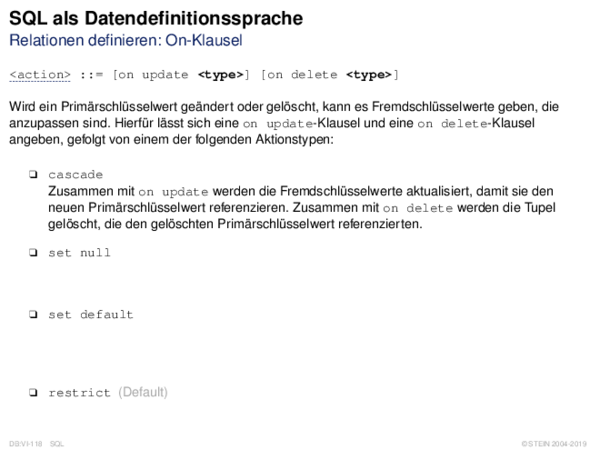 SQL als Datendefinitionssprache
Relationen definieren: On-Klausel
<action> ::= [on update <type>] [on delete <type>]
Wird ein Primärschlüsselwert geändert oder gelöscht, kann es Fremdschlüsselwerte geben, die
anzupassen sind. Hierfür lässt sich eine on update-Klausel und eine on delete-Klausel
angeben, gefolgt von einem der folgenden Aktionstypen:
❑ cascade
Zusammen mit on update werden die Fremdschlüsselwerte aktualisiert, damit sie den
neuen Primärschlüsselwert referenzieren. Zusammen mit on delete werden die Tupel
gelöscht, die den gelöschten Primärschlüsselwert referenzierten.
❑ set null
❑ set default
❑ restrict (Default)
DB:VI-118 SQL
© STEIN 2004-2019